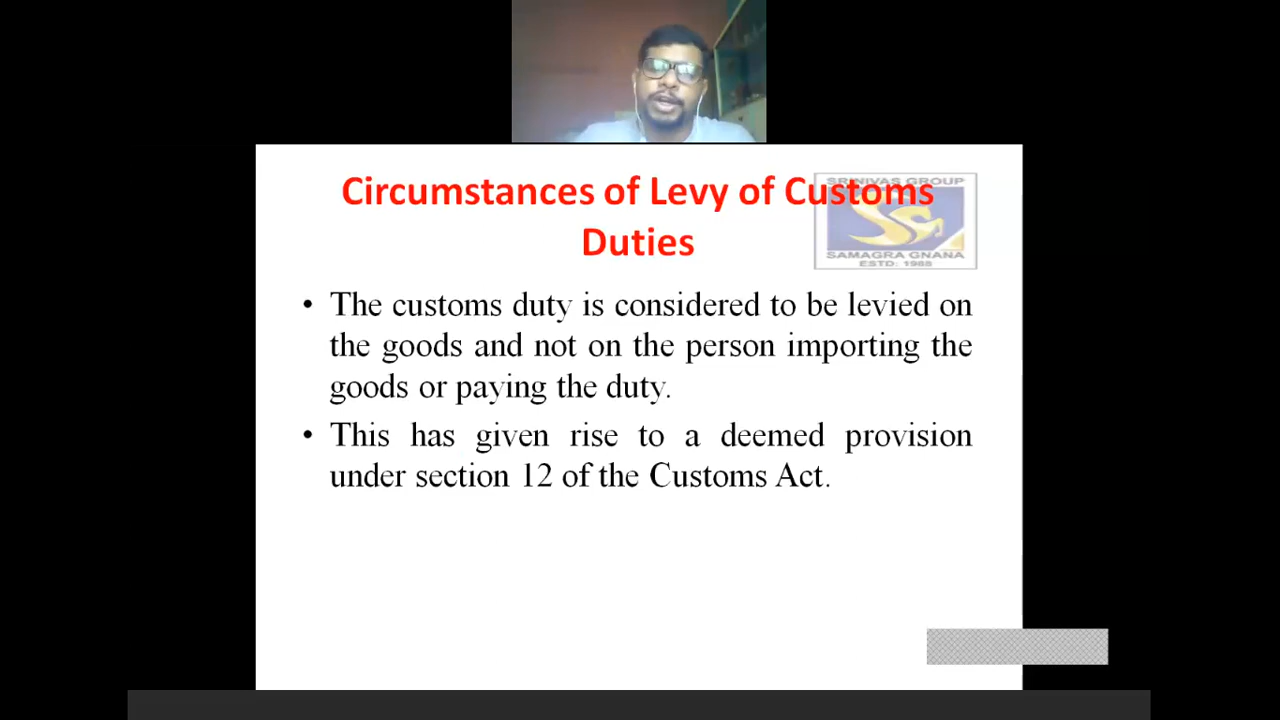 SRINIVAS GROUP
Circumstances of Levy of Customs
Duties
SAMAGRA GNANA
ESTD: 1988
• The customs duty is considered to be levied on
the goods and not on the person importing the
goods or paying the duty.
• This has given rise to a deemed provision
under section 12 of the Customs Act.